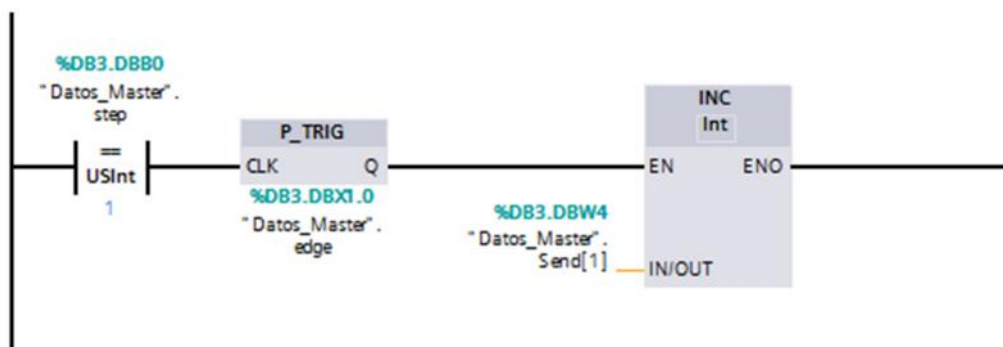 %DB3.DBB0
"Datos_Master".
step
==
USInt
1
P_TRIG
CLK Q
%DB3.DBX1.0
"Datos_Master".
edge
INC
Int
EN ENO
%DB3.DBW4
"Datos_Master".
Send[1]
IN/OUT